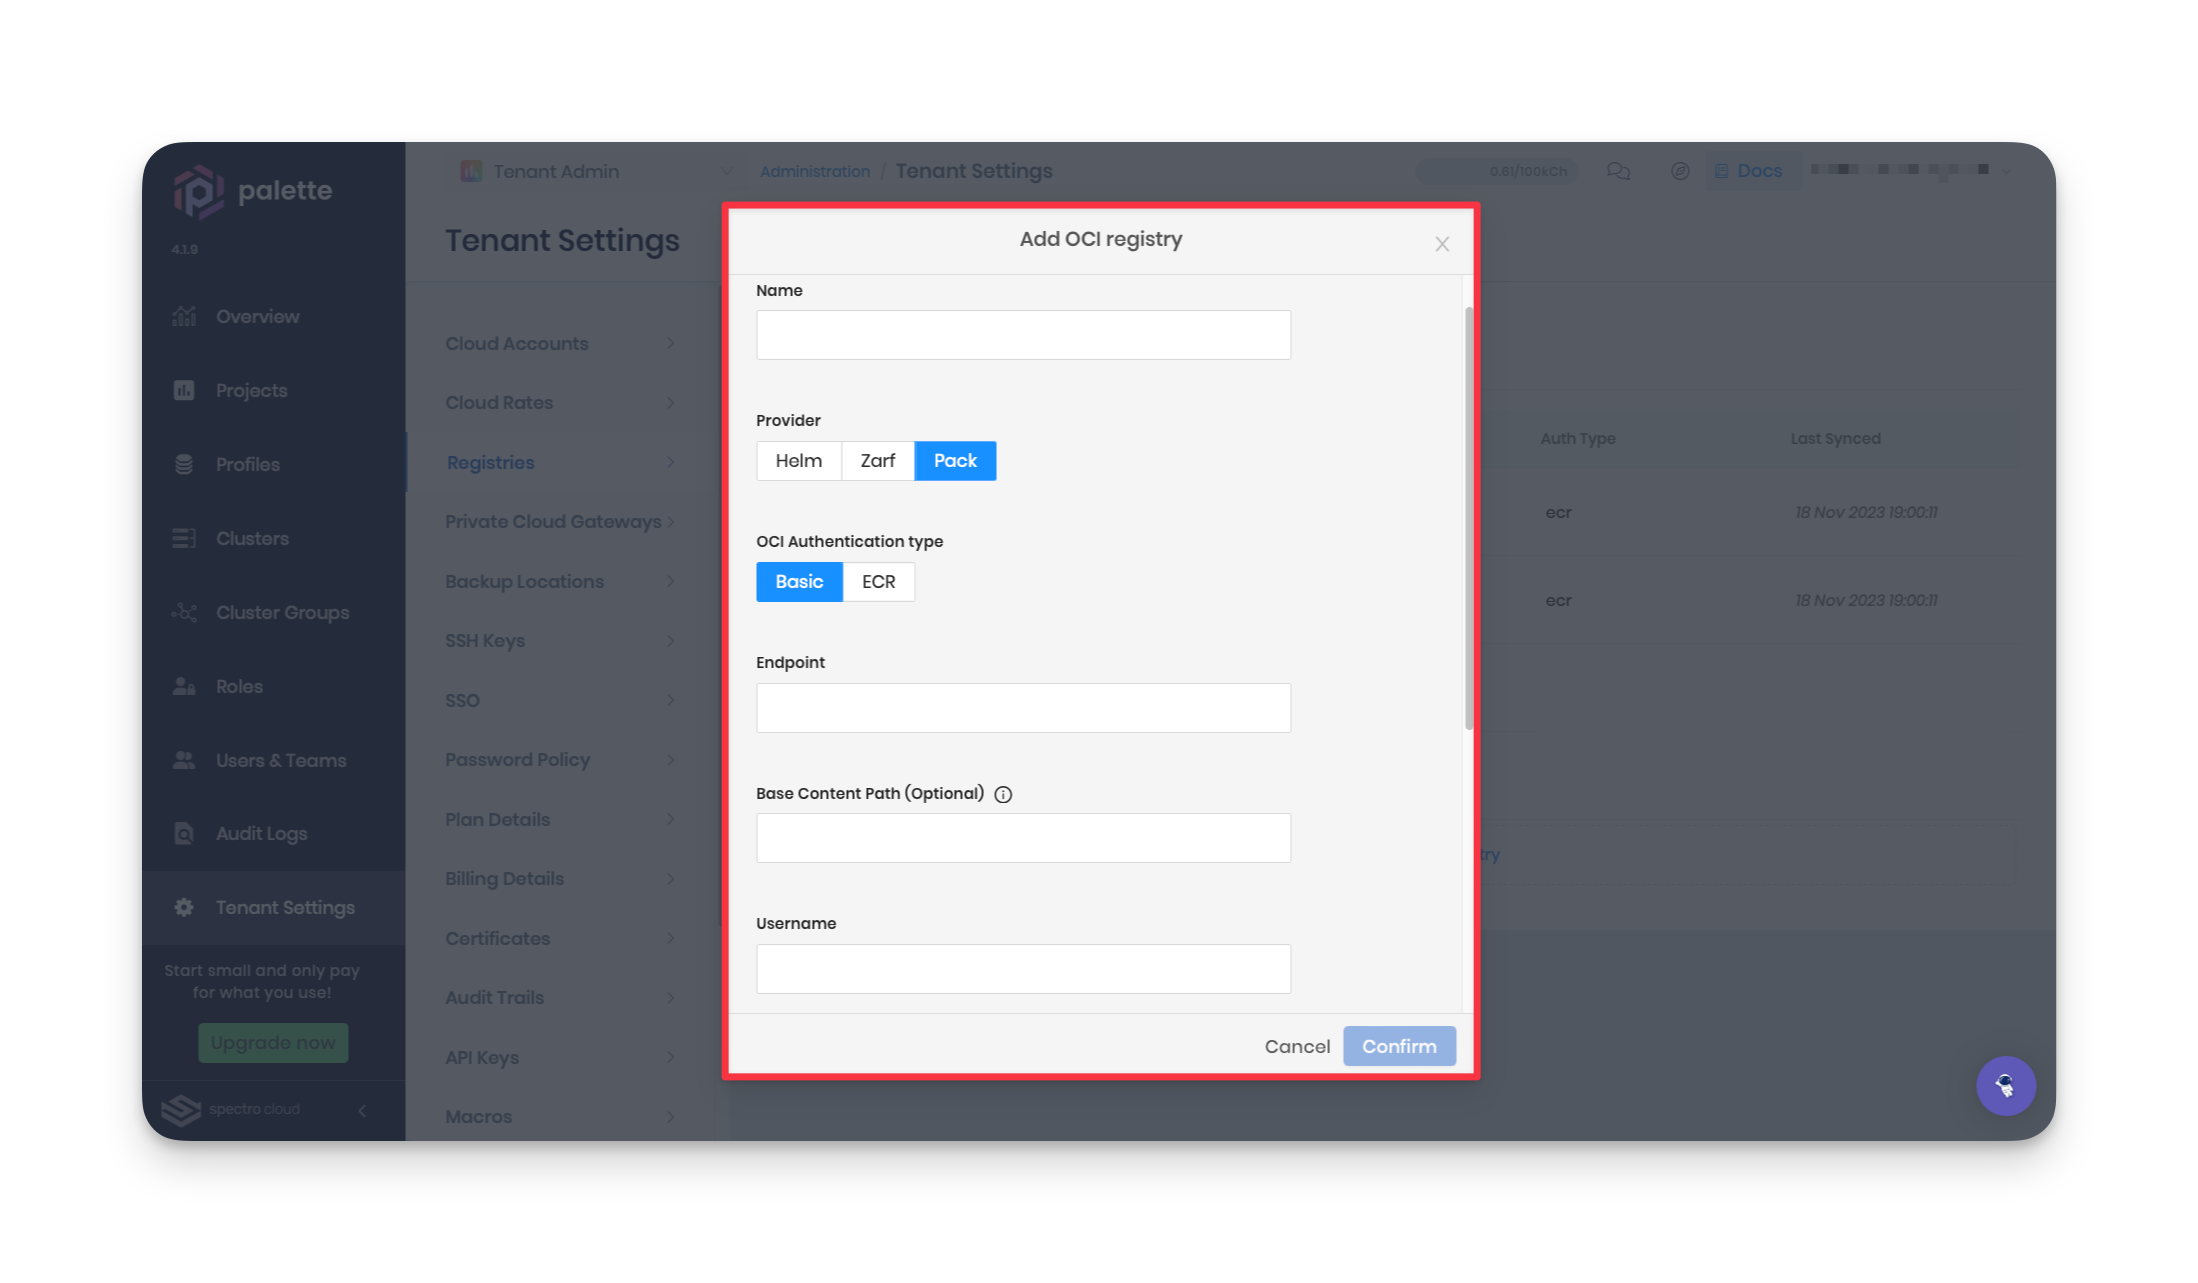 palette
4.1.9
Overview
Projects
Profiles
Clusters
Cluster Groups
Roles
Users & Teams
Audit Logs
Tenant Settings
Start small and only pay
for what you use!
Upgrade now
spectro cloud
Tenant Admin
Administration / Tenant Settings
0.61/100kCh
Docs
Tenant Settings
Cloud Accounts
Cloud Rates
Registries
Private Cloud Gateways
Backup Locations
SSH Keys
SSO
Password Policy
Plan Details
Billing Details
Certificates
Audit Trails
API Keys
Macros
Add OCI registry
Name
Provider
Helm Zarf Pack
OCI Authentication type
Basic ECR
Endpoint
Base Content Path (Optional)
Username
Cancel Confirm
Auth Type Last Synced
ecr 18 Nov 2023 19:00:11
ecr 18 Nov 2023 19:00:11
try